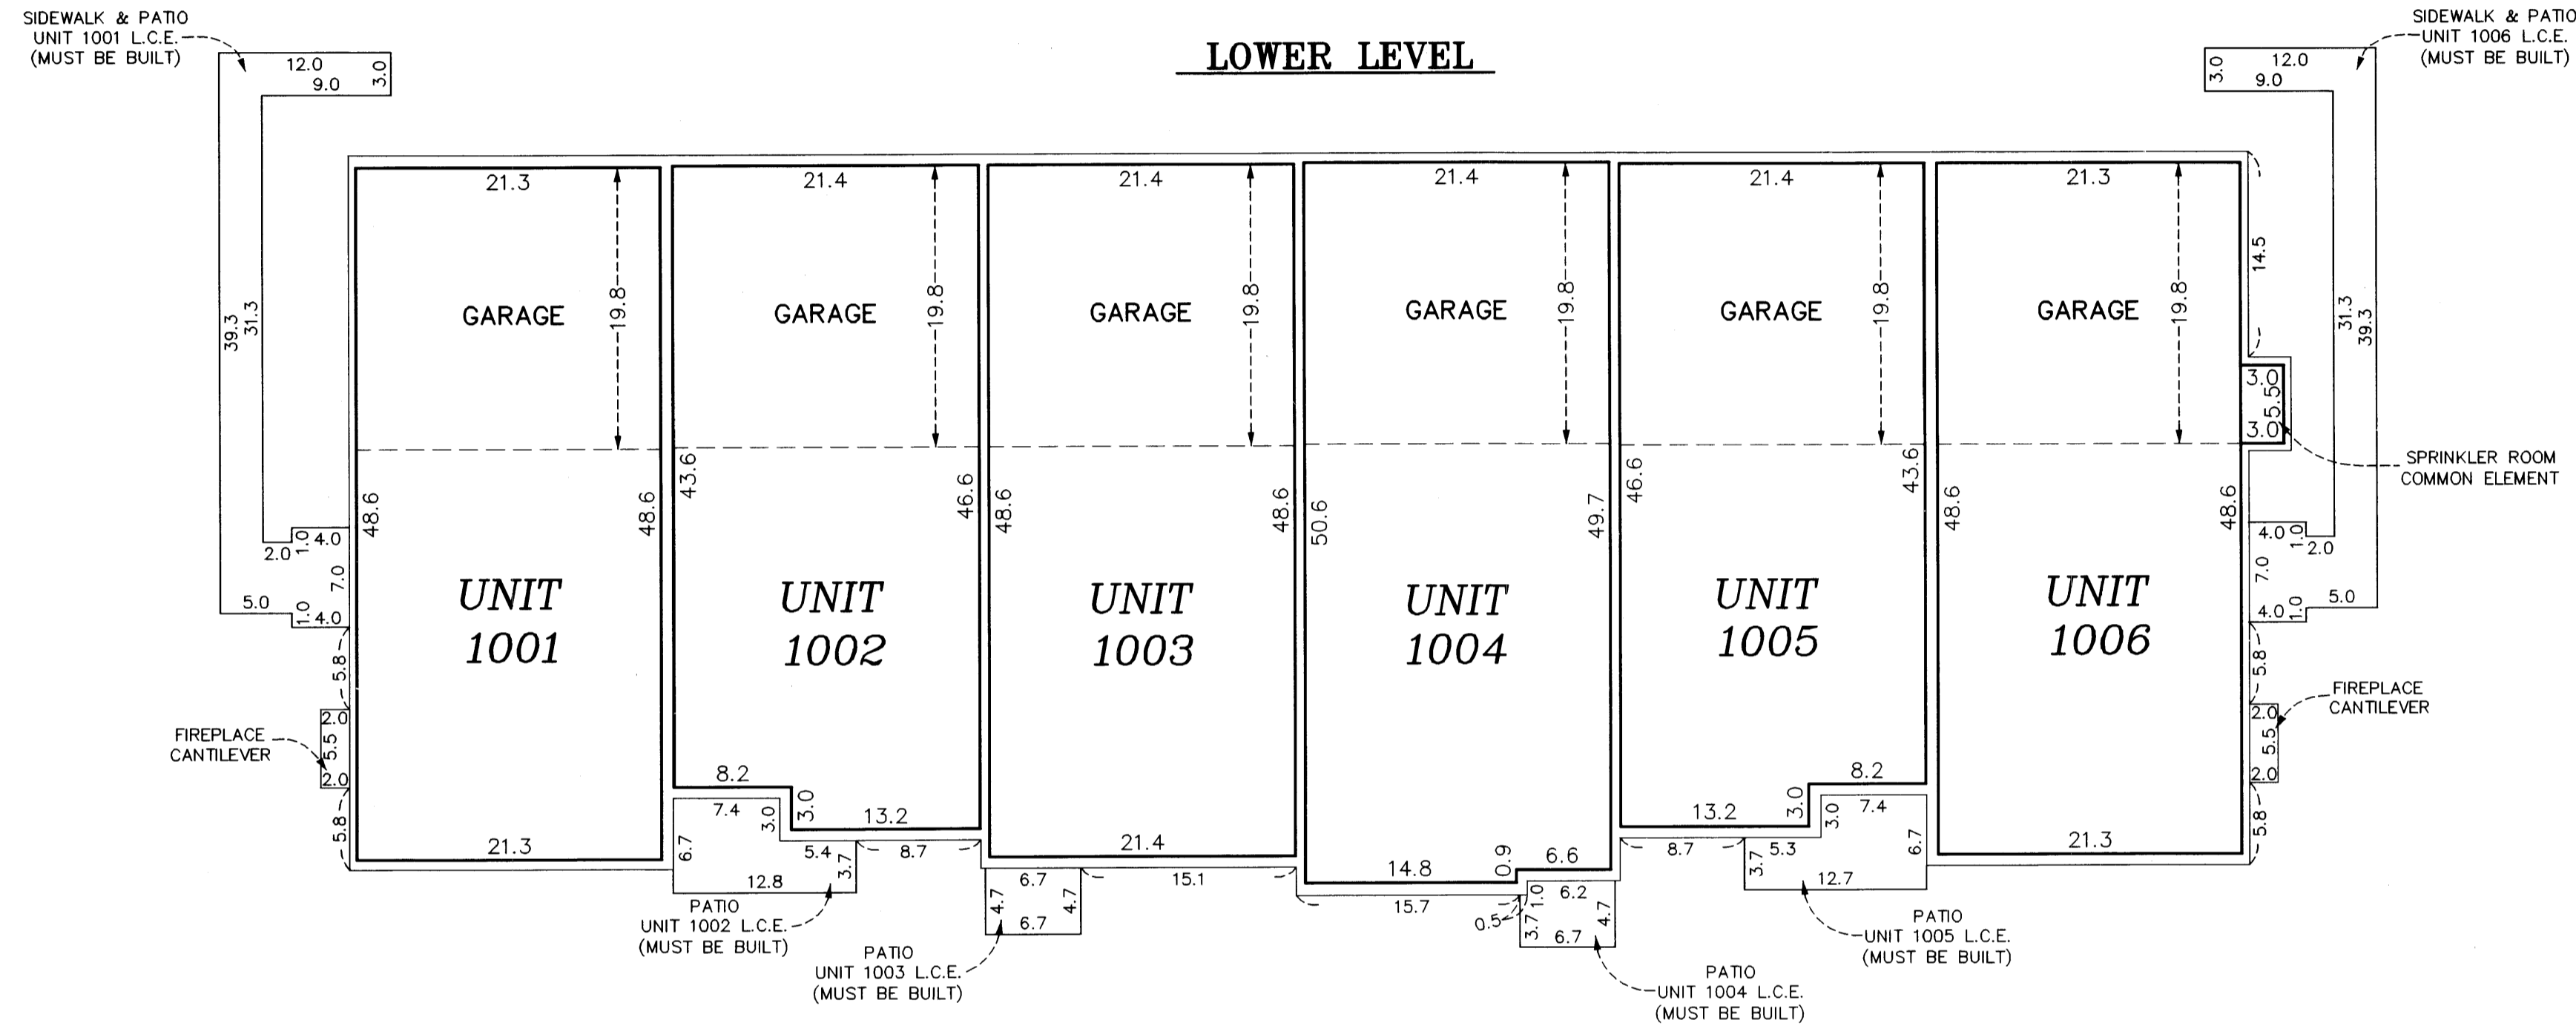 LOWER LEVEL
SIDEWALK & PATIO
UNIT 1001 L.C.E.
(MUST BE BUILT)
12.0
9.0
3.0
39.3
31.3
2.0
1.0
4.0
7.0
5.0
1.0
4.0
5.8
2.0
5.5
2.0
5.8
FIREPLACE
CANTILEVER
21.3
GARAGE
19.8
48.6
48.6
UNIT
1001
21.3
21.4
GARAGE
19.8
43.6
46.6
UNIT
1002
8.2
3.0
13.2
7.4
3.0
6.7
5.4
3.7
12.8
8.7
PATIO
UNIT 1002 L.C.E.
(MUST BE BUILT)
21.4
GARAGE
19.8
48.6
48.6
UNIT
1003
21.4
6.7
4.7
4.7
6.7
15.1
PATIO
UNIT 1003 L.C.E.
(MUST BE BUILT)
21.4
GARAGE
19.8
50.6
49.7
UNIT
1004
14.8
0.9
6.6
15.7
0.5
1.0
6.2
3.7
4.7
6.7
PATIO
UNIT 1004 L.C.E.
(MUST BE BUILT)
21.4
GARAGE
19.8
46.6
43.6
UNIT
1005
8.2
3.0
13.2
8.7
3.0
7.4
5.3
3.7
6.7
12.7
PATIO
UNIT 1005 L.C.E.
(MUST BE BUILT)
21.3
GARAGE
19.8
48.6
48.6
UNIT
1006
21.3
SIDEWALK & PATIO
UNIT 1006 L.C.E.
(MUST BE BUILT)
3.0
12.0
9.0
14.5
31.3
39.3
3.0
5.5
3.0
SPRINKLER ROOM
COMMON ELEMENT
4.0
1.0
2.0
7.0
4.0
1.0
5.0
5.8
2.0
5.5
2.0
5.8
FIREPLACE
CANTILEVER